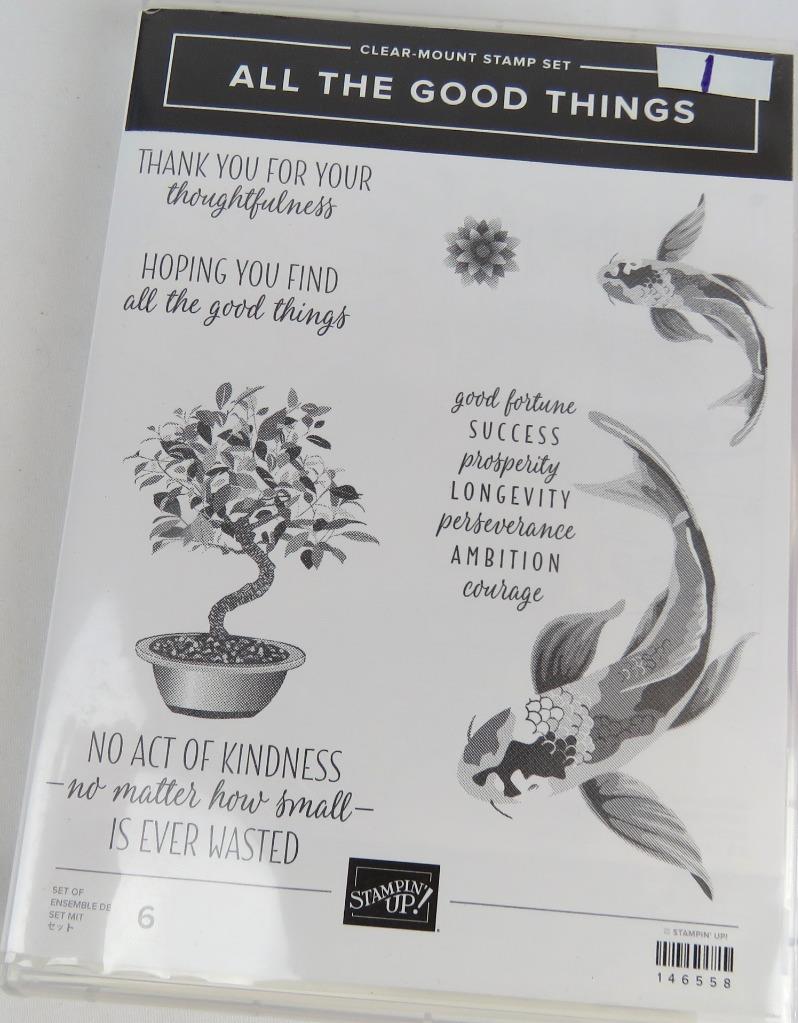 CLEAR-MOUNT STAMP SET
1
ALL THE GOOD THINGS
THANK YOU FOR YOUR
thoughtfulness
HOPING YOU FIND
all the good things
good fortune
SUCCESS
prosperity
LONGEVITY
perseverance
AMBITION
courage
NO ACT OF KINDNESS
—no matter how small—
IS EVER WASTED
SET OF
ENSEMBLE DE
SET MIT
セット
6
STAMPIN' UP!
© STAMPIN' UP!
146558